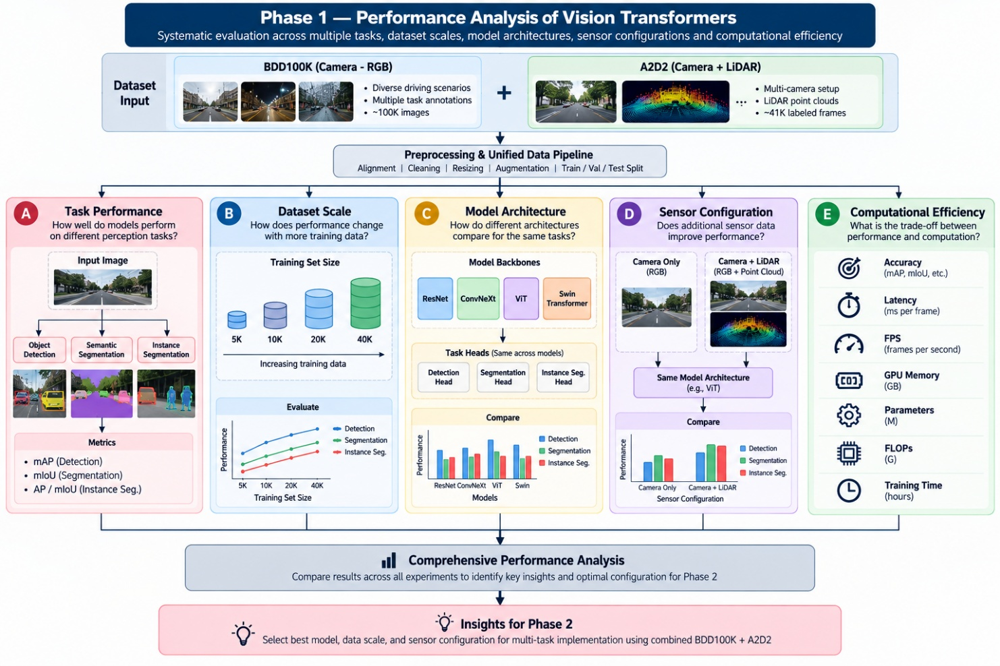 Phase 1 — Performance Analysis of Vision Transformers
Systematic evaluation across multiple tasks, dataset scales, model architectures, sensor configurations and computational efficiency
Dataset
Input
BDD100K (Camera - RGB)
• Diverse driving scenarios
• Multiple task annotations
• ~100K images
+
A2D2 (Camera + LiDAR)
...
• Multi-camera setup
• LiDAR point clouds
• ~41K labeled frames
Preprocessing & Unified Data Pipeline
Alignment | Cleaning | Resizing | Augmentation | Train / Val / Test Split
A
Task Performance
How well do models perform
on different perception tasks?
Input Image
Object
Detection
Semantic
Segmentation
Instance
Segmentation
Metrics
• mAP (Detection)
• mIoU (Segmentation)
• AP / mIoU (Instance Seg.)
B
Dataset Scale
How does performance change
with more training data?
Training Set Size
5K 10K 20K 40K
Increasing training data
Evaluate
Performance
Detection
Segmentation
Instance Seg.
5K 10K 20K 40K
Training Set Size
C
Model Architecture
How do different architectures
compare for the same tasks?
Model Backbones
ResNet
ConvNeXt
ViT
Swin
Transformer
Task Heads (Same across models)
Detection
Head
Segmentation
Head
Instance Seg.
Head
Compare
Performance
Detection
Segmentation
Instance Seg.
ResNet ConvNeXt ViT Swin
Models
D
Sensor Configuration
Does additional sensor data
improve performance?
Camera Only
(RGB)
Camera + LiDAR
(RGB + Point Cloud)
Same Model Architecture
(e.g., ViT)
Compare
Performance
Detection
Segmentation
Instance Seg.
Camera Only Camera + LiDAR
Sensor Configuration
E
Computational Efficiency
What is the trade-off between
performance and computation?
Accuracy
(mAP, mIoU, etc.)
Latency
(ms per frame)
FPS
(frames per second)
GPU Memory
(GB)
Parameters
(M)
FLOPs
(G)
Training Time
(hours)
Comprehensive Performance Analysis
Compare results across all experiments to identify key insights and optimal configuration for Phase 2
Insights for Phase 2
Select best model, data scale, and sensor configuration for multi-task implementation using combined BDD100K + A2D2